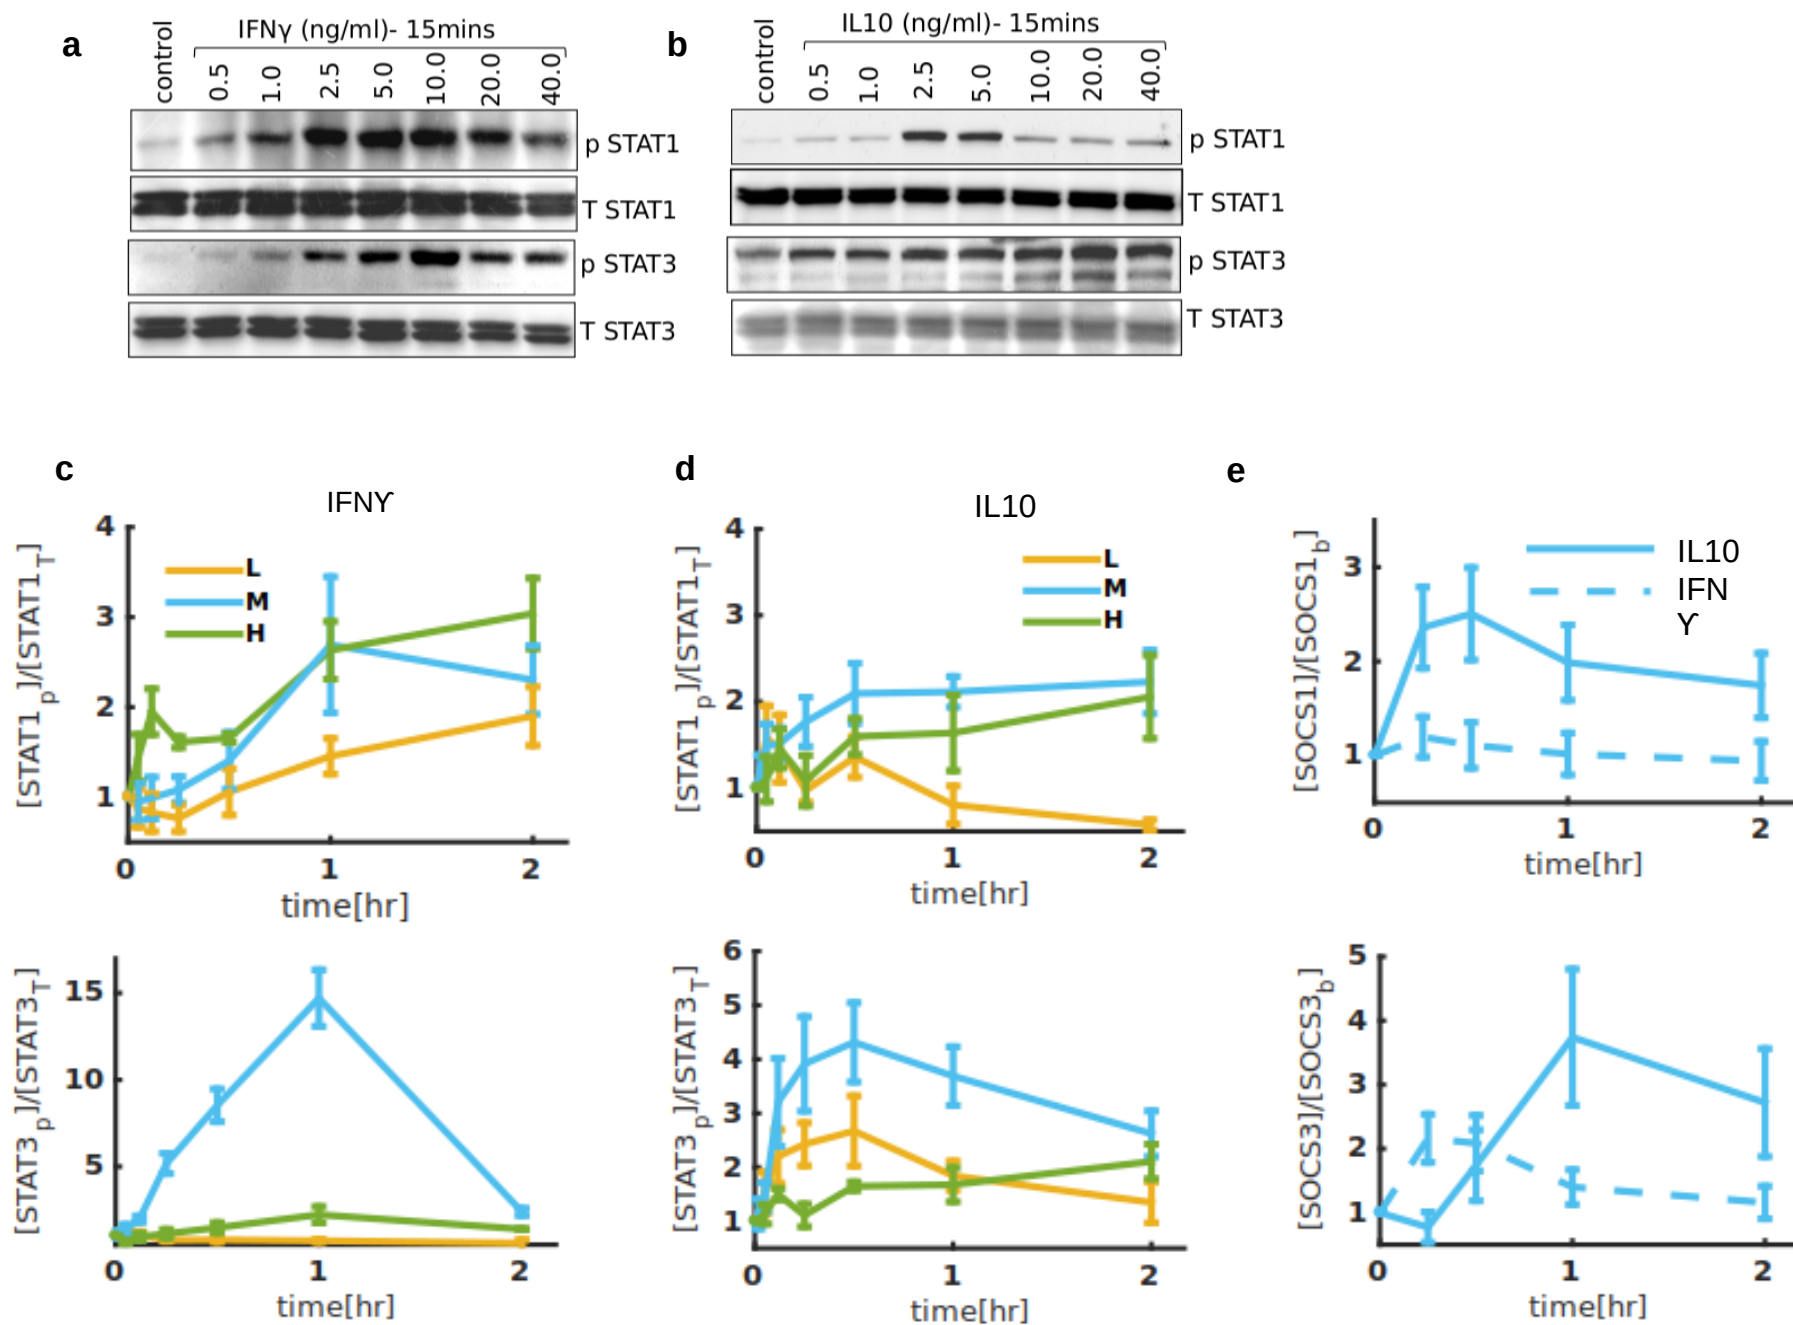 a
IFNγ (ng/ml)- 15mins
control 0.5 1.0 2.5 5.0 10.0 20.0 40.0
p STAT1
T STAT1
p STAT3
T STAT3
b
IL10 (ng/ml)- 15mins
control 0.5 1.0 2.5 5.0 10.0 20.0 40.0
p STAT1
T STAT1
p STAT3
T STAT3
c
IFNϒ
[STAT1p]/[STAT1T]
4
3
2
1
L
M
H
0 1 2
time[hr]
[STAT3p]/[STAT3T]
15
10
5
0 1 2
time[hr]
d
IL10
[STAT1p]/[STAT1T]
4
3
2
1
L
M
H
0 1 2
time[hr]
[STAT3p]/[STAT3T]
6
5
4
3
2
1
0 1 2
time[hr]
e
[SOCS1]/[SOCS1b]
3
2
1
IL10
IFN
ϒ
0 1 2
time[hr]
[SOCS3]/[SOCS3b]
5
4
3
2
1
0 1 2
time[hr]